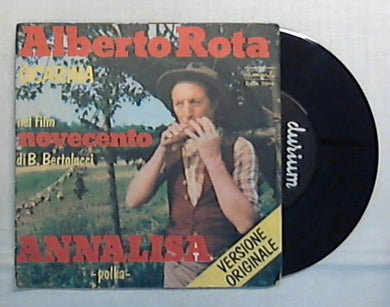 Alberto Rota
OCARINA
nel film
novecento
di B. Bertolucci
ANNALISA
-polka-
VERSIONE
ORIGINALE
durium